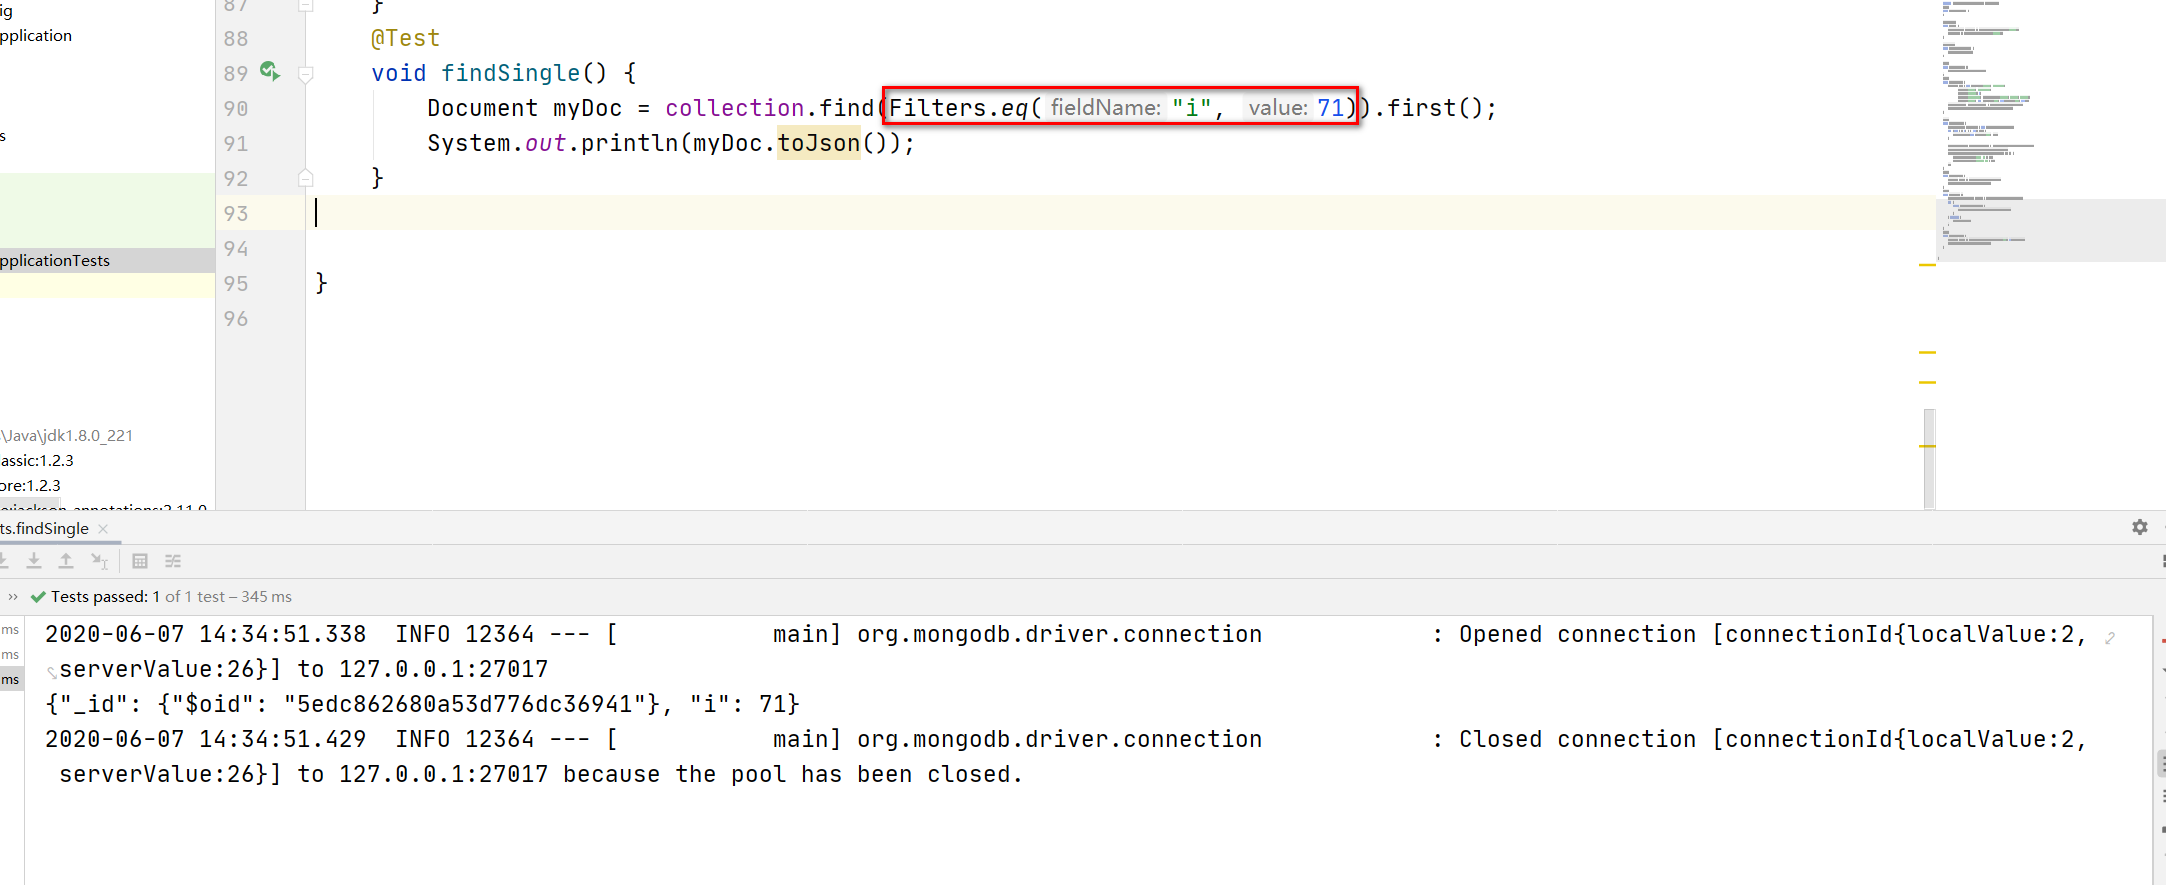 ig
pplication
s
pplicationTests
\Java\jdk1.8.0_221
assic:1.2.3
ore:1.2.3
e:jackson-annotations:2.11.0
87 }
88 @Test
89 void findSingle() {
90 Document myDoc = collection.find(Filters.eq( fieldName: "i", value: 71)).first();
91 System.out.println(myDoc.toJson());
92 }
93
94
95 }
96
ts.findSingle
» Tests passed: 1 of 1 test – 345 ms
ms
ms
ms
2020-06-07 14:34:51.338  INFO 12364 --- [           main] org.mongodb.driver.connection            : Opened connection [connectionId{localValue:2,
serverValue:26}] to 127.0.0.1:27017
{"_id": {"$oid": "5edc862680a53d776dc36941"}, "i": 71}
2020-06-07 14:34:51.429  INFO 12364 --- [           main] org.mongodb.driver.connection            : Closed connection [connectionId{localValue:2,
serverValue:26}] to 127.0.0.1:27017 because the pool has been closed.